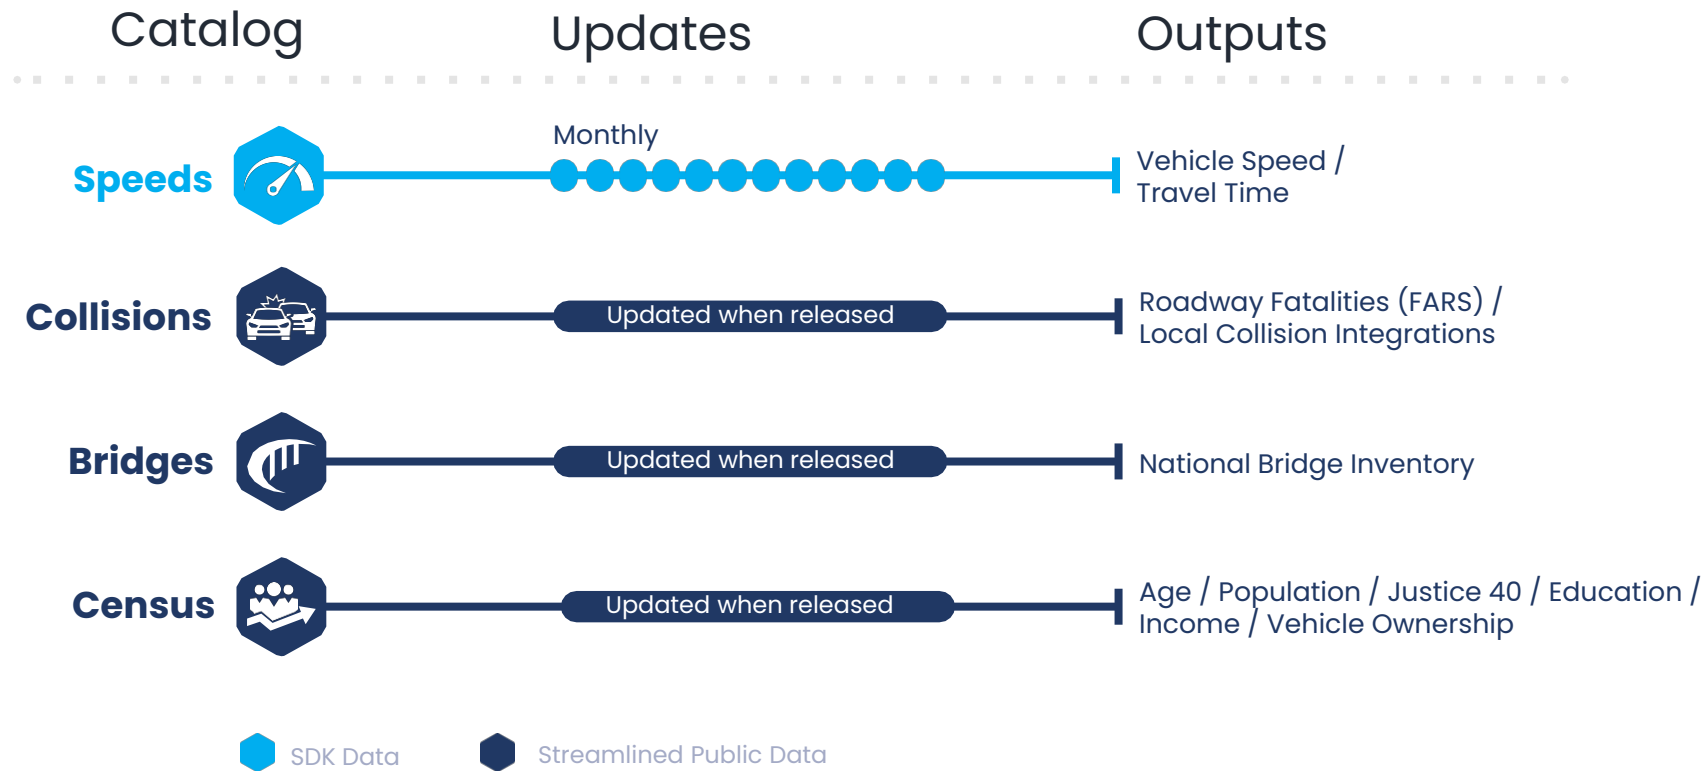 Catalog Updates Outputs
Monthly
Speeds
Vehicle Speed /
Travel Time
Collisions
Updated when released
Roadway Fatalities (FARS) /
Local Collision Integrations
Bridges
Updated when released
National Bridge Inventory
Census
Updated when released
Age / Population / Justice 40 / Education /
Income / Vehicle Ownership
SDK Data
Streamlined Public Data